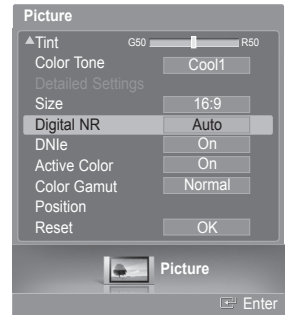 Picture
▲Tint G50 R50
Color Tone Cool1
Detailed Settings
Size 16:9
Digital NR Auto
DNIe On
Active Color On
Color Gamut Normal
Position
Reset OK
Picture
Enter